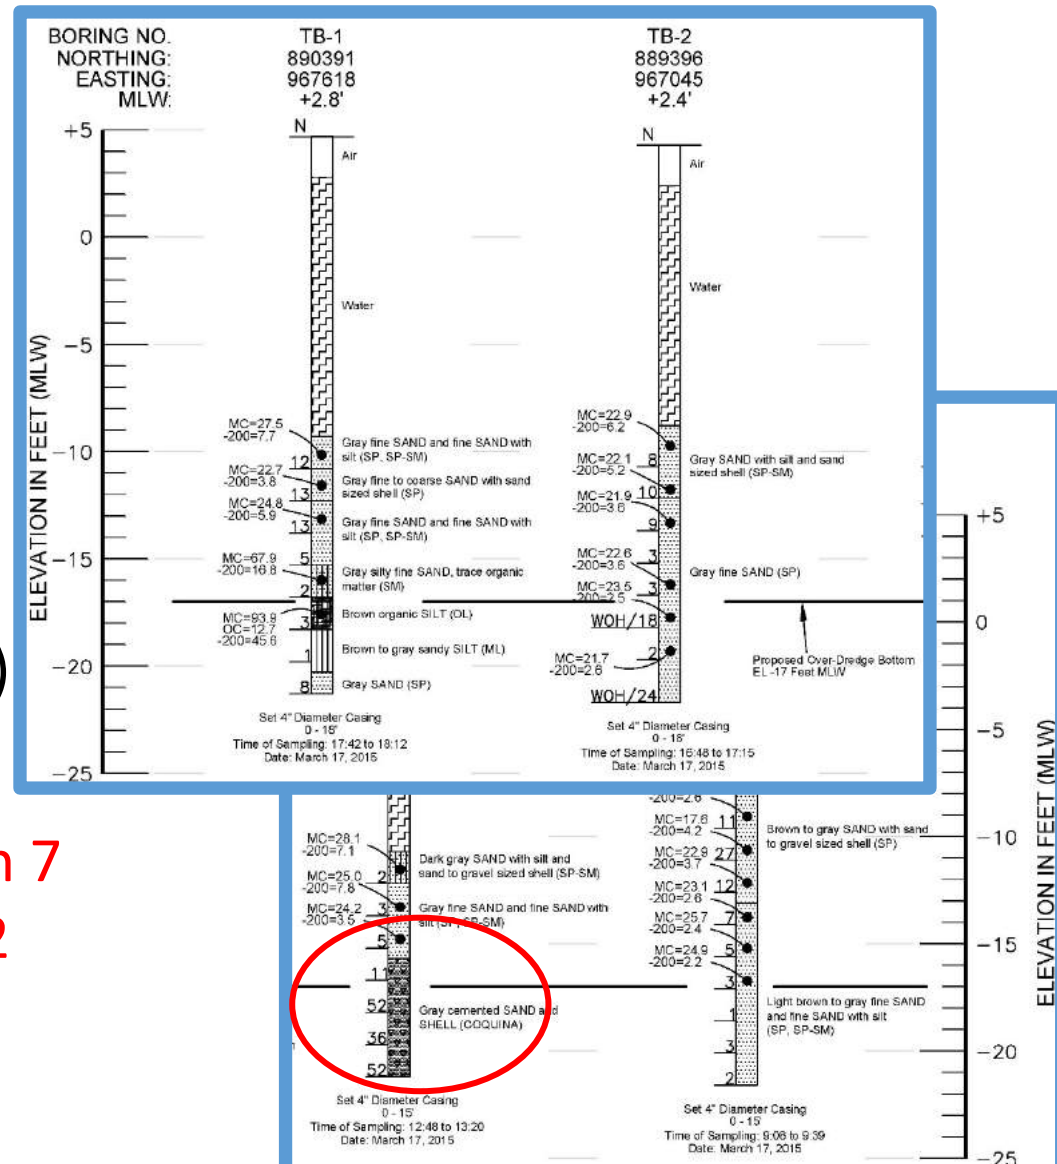 BORING NO. TB-1 TB-2
NORTHING: 890391 889396
EASTING: 967618 967045
MLW: +2.8' +2.4'
ELEVATION IN FEET (MLW)
+5
0
-5
-10
-15
-20
-25
N
Air
Water
MC=27.5
-200=7.7
12
Gray fine SAND and fine SAND with
silt (SP, SP-SM)
MC=22.7
-200=3.8
13
Gray fine to coarse SAND with sand
sized shell (SP)
MC=24.8
-200=5.9
13
Gray fine SAND and fine SAND with
silt (SP, SP-SM)
5
MC=67.9
-200=16.8
2
Gray silty fine SAND, trace organic
matter (SM)
MC=93.9
OC=12.7
-200=45.6
3
Brown organic SILT (OL)
1
Brown to gray sandy SILT (ML)
8
Gray SAND (SP)
Set 4" Diameter Casing
0 - 15'
Time of Sampling: 17:42 to 18:12
Date: March 17, 2015
N
Air
Water
MC=22.9
-200=6.2
8
Gray SAND with silt and sand
sized shell (SP-SM)
MC=22.1
-200=5.2
10
MC=21.9
-200=3.6
9
3
MC=22.6
-200=3.6
3
Gray fine SAND (SP)
MC=23.5
-200=2.5
WOH/18
MC=21.7
-200=2.6
2
WOH/24
Set 4" Diameter Casing
0 - 18'
Time of Sampling: 16:48 to 17:15
Date: March 17, 2015
Proposed Over-Dredge Bottom
EL -17 Feet MLW
)
n 7
2
MC=28.1
-200=7.1
2
Dark gray SAND with silt and
sand to gravel sized shell (SP-SM)
MC=25.0
-200=7.8
3
Gray fine SAND and fine SAND with
silt (SP, SP-SM)
MC=24.2
-200=3.5
5
11
52
Gray cemented SAND and
SHELL (COQUINA)
36
52
Set 4" Diameter Casing
0 - 15'
Time of Sampling: 12:48 to 13:20
Date: March 17, 2015
-200=2.6
11
MC=17.6
-200=4.2
27
Brown to gray SAND with sand
to gravel sized shell (SP)
MC=22.9
-200=3.7
12
MC=23.1
-200=2.6
7
MC=25.7
-200=2.4
5
MC=24.9
-200=2.2
3
Light brown to gray fine SAND
and fine SAND with silt
(SP, SP-SM)
1
3
2
Set 4" Diameter Casing
0 - 15'
Time of Sampling: 9:06 to 9:39
Date: March 17, 2015
+5
0
-5
-10
-15
-20
-25
ELEVATION IN FEET (MLW)